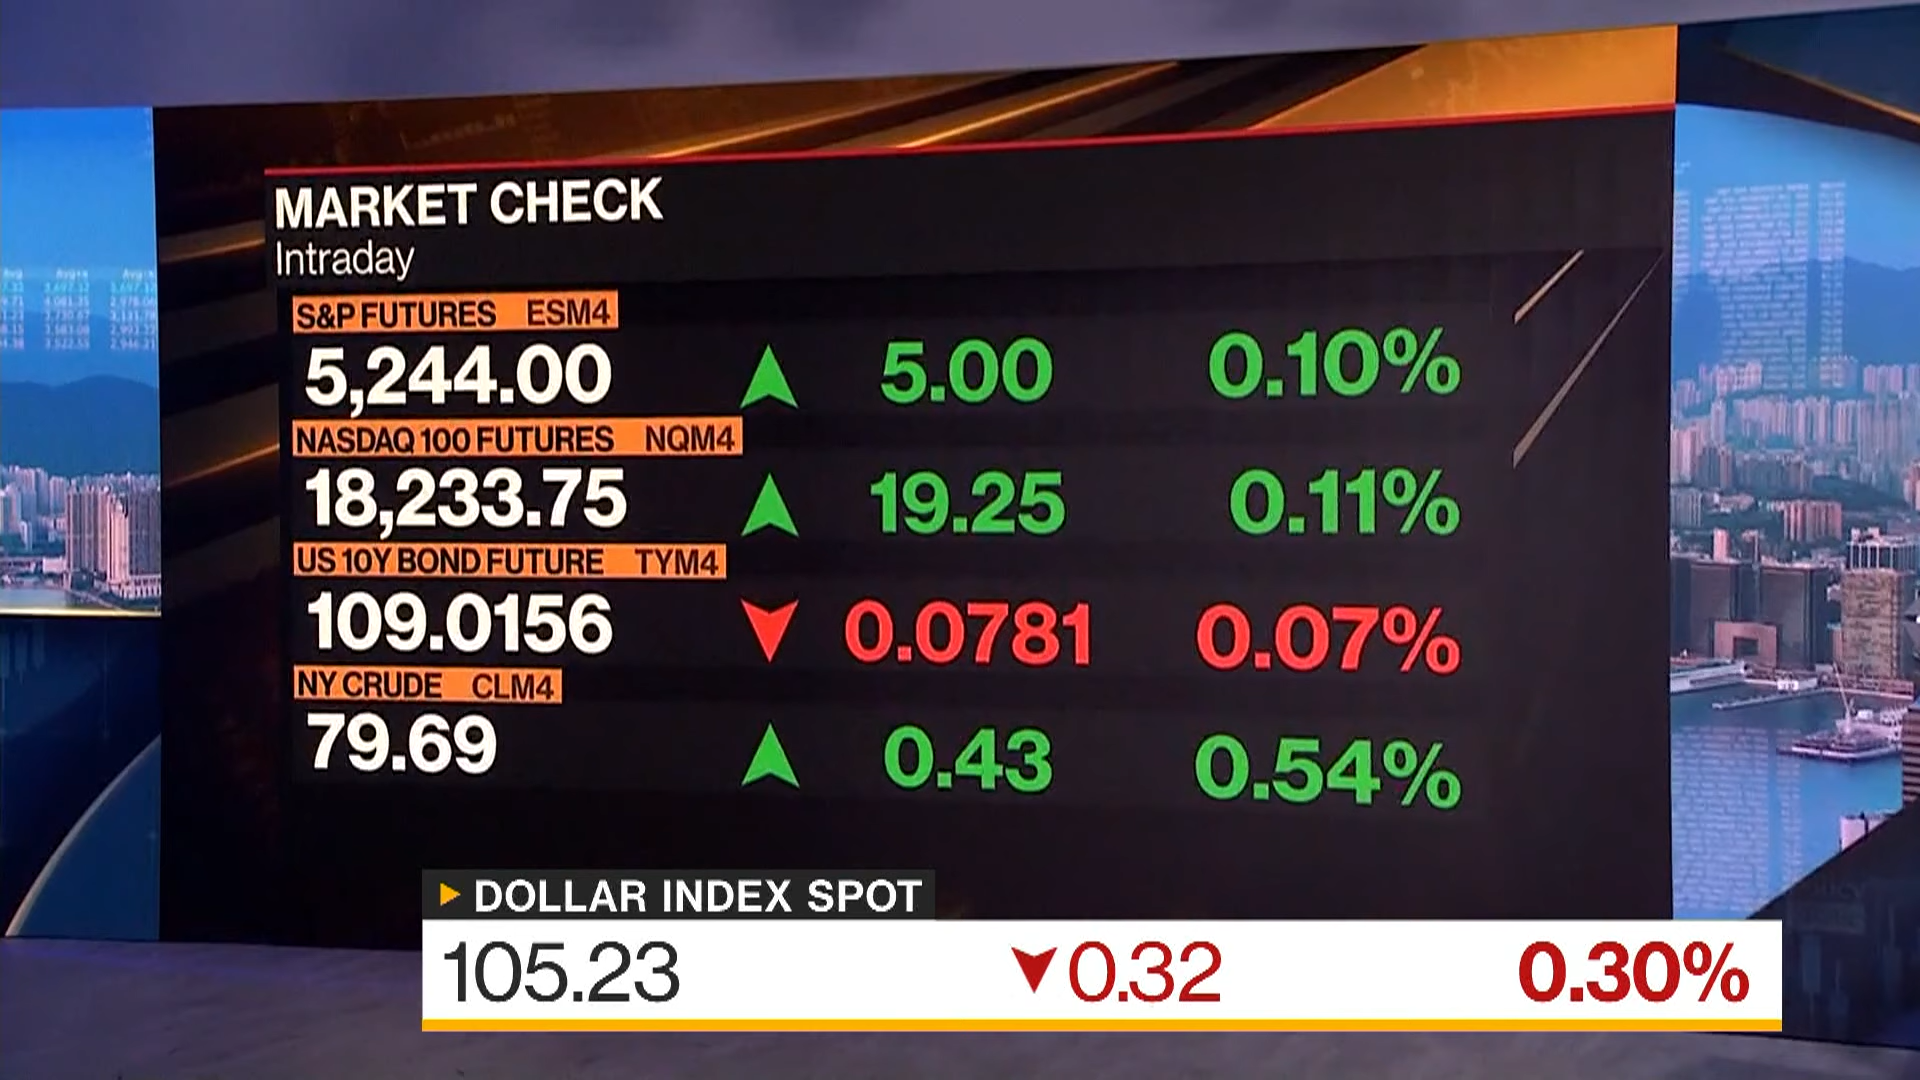 MARKET CHECK
Intraday
S&P FUTURES ESM4
5,244.00 5.00 0.10%
NASDAQ 100 FUTURES NQM4
18,233.75 19.25 0.11%
US 10Y BOND FUTURE TYM4
109.0156 0.0781 0.07%
NY CRUDE CLM4
79.69 0.43 0.54%
DOLLAR INDEX SPOT
105.23 0.32 0.30%